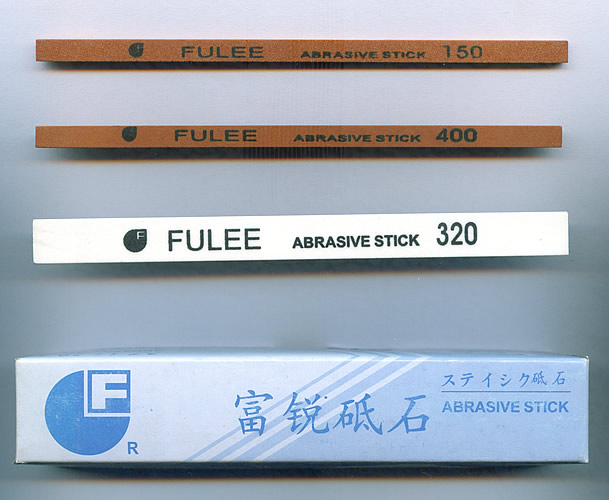 F FULEE ABRASIVE STICK 150
F FULEE ABRASIVE STICK 400
F FULEE ABRASIVE STICK 320
F
R
富锐砥石
ステイシク砥石
ABRASIVE STICK